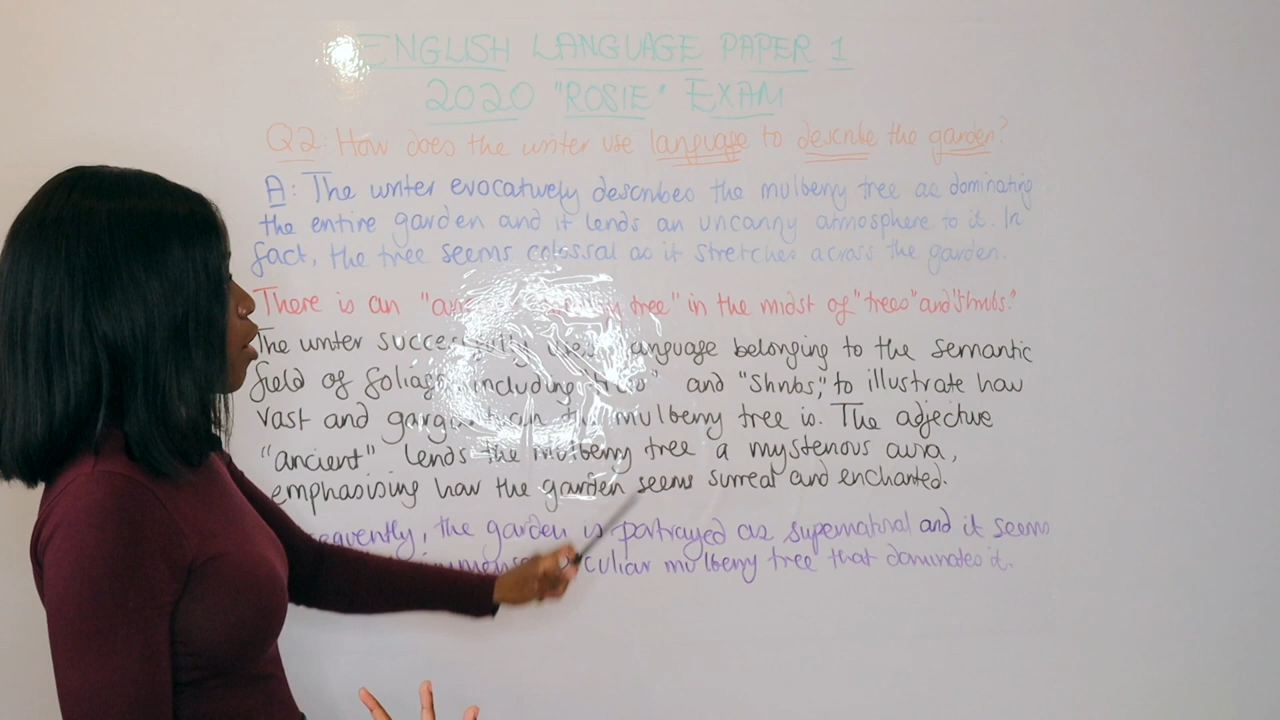 ENGLISH LANGUAGE PAPER 1
2020 "ROSIE" EXAM
Q2: How does the writer use language to describe the garden?
A: The writer evocatively describes the mulberry tree as dominating
the entire garden and it lends an uncanny atmosphere to it. In
fact, the tree seems colossal as it stretches across the garden.
There is an " tree" in the midst of "trees" and "shrubs."
The writer successfully uses language belonging to the semantic
field of foliage, including "trees" and "shrubs", to illustrate how
vast and the mulberry tree is. The adjective
"ancient" lends the mulberry tree a mysterious aura,
emphasising how the garden seems surreal and enchanted.
the garden is portrayed as supernatural and it seems
mulberry tree that dominates it.